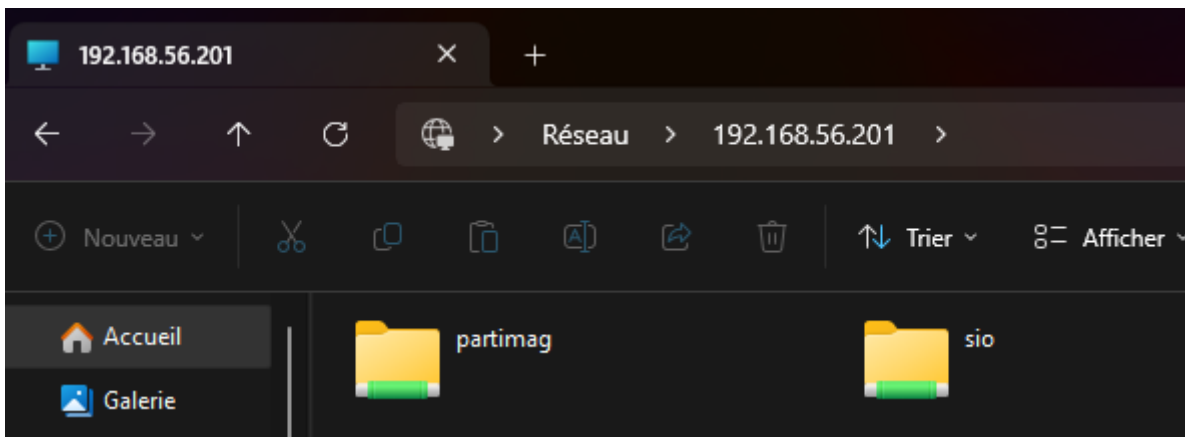 192.168.56.201
Réseau > 192.168.56.201 >
Nouveau Trier Afficher
Accueil partimag sio
Galerie